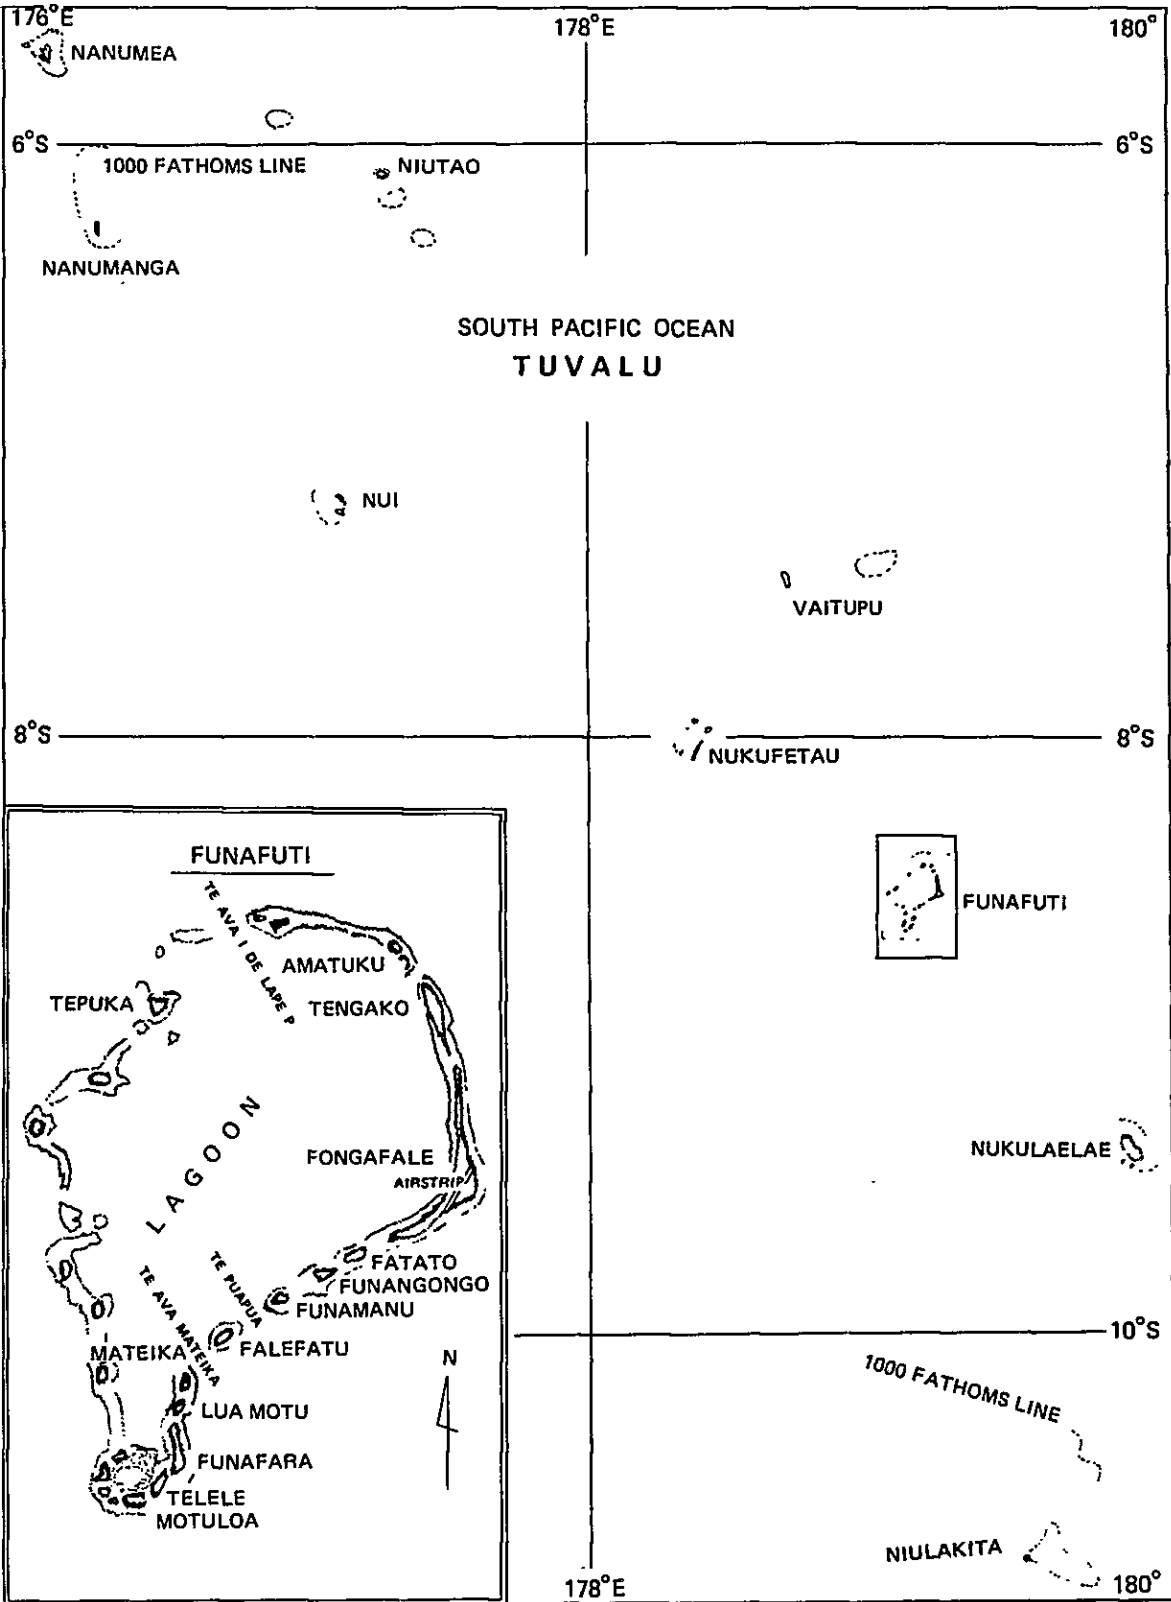 176°E
178°E
180°
NANUMEA
6°S
6°S
1000 FATHOMS LINE
NIUTAO
NANUMANGA
SOUTH PACIFIC OCEAN
TUVALU
NUI
VAITUPU
8°S
8°S
NUKUFETAU
FUNAFUTI
FUNAFUTI
TE AVA I DE LAPE P
AMATUKU
TEPUKA
TENGAKO
LAGOON
FONGAFALE
AIRSTRIP
NUKULAELAE
FATATO
TE PUAPUA
FUNANGONGO
TE AVA MATEIKA
FUNAMANU
10°S
MATEIKA
FALEFATU
N
1000 FATHOMS LINE
LUA MOTU
FUNAFARA
TELELE
MOTULOA
NIULAKITA
178°E
180°